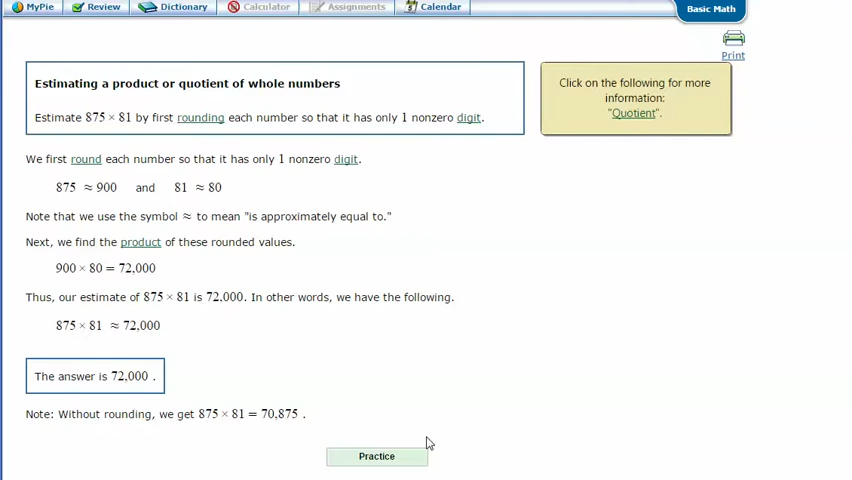 MyPie Review Dictionary Calculator Assignments Calendar Basic Math
Print
Estimating a product or quotient of whole numbers
Estimate 875 × 81 by first rounding each number so that it has only 1 nonzero digit.
Click on the following for more
information:
"Quotient".
We first round each number so that it has only 1 nonzero digit.
875 ≈ 900 and 81 ≈ 80
Note that we use the symbol ≈ to mean "is approximately equal to."
Next, we find the product of these rounded values.
900 × 80 = 72,000
Thus, our estimate of 875 × 81 is 72,000. In other words, we have the following.
875 × 81 ≈ 72,000
The answer is 72,000 .
Note: Without rounding, we get 875 × 81 = 70,875 .
Practice